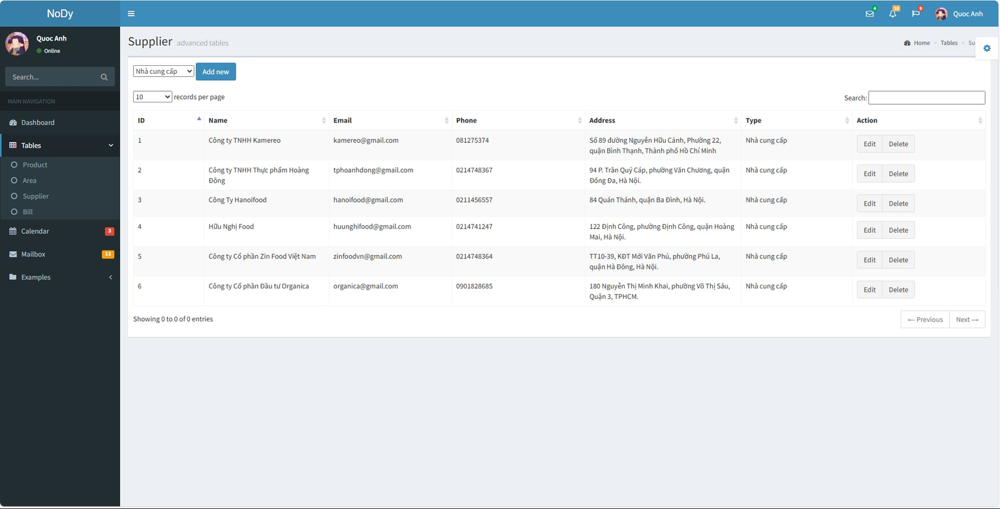 NoDy
4
10
9
Quoc Anh
Quoc Anh
Online
Search...
MAIN NAVIGATION
Dashboard
Tables
Product
Area
Supplier
Bill
Calendar 3
Mailbox 12
Examples
Supplier advanced tables
Home > Tables > Su
Nhà cung cấp Add new
10 records per page Search:
ID Name Email Phone Address Type Action
1 Công ty TNHH Kamereo kamereo@gmail.com 081275374 Số 89 đường Nguyễn Hữu Cảnh, Phường 22, Nhà cung cấp Edit Delete
quận Bình Thạnh, Thành phố Hồ Chí Minh
2 Công ty TNHH Thực phẩm Hoàng tphoanhdong@gmail.com 0214748367 94 P. Trần Quý Cáp, phường Văn Chương, quận Nhà cung cấp Edit Delete
Đông Đống Đa, Hà Nội.
3 Công Ty Hanoifood hanoifood@gmail.com 0211456557 84 Quán Thánh, quận Ba Đình, Hà Nội. Nhà cung cấp Edit Delete
4 Hữu Nghị Food huunghifood@gmail.com 0214741247 122 Định Công, phường Định Công, quận Hoàng Nhà cung cấp Edit Delete
Mai, Hà Nội.
5 Công ty Cổ phần Zin Food Việt Nam zinfoodvn@gmail.com 0214748364 TT10-39, KĐT Mới Văn Phú, phường Phú La, Nhà cung cấp Edit Delete
quận Hà Đông, Hà Nội.
6 Công ty Cổ phần Đầu tư Organica organica@gmail.com 0901828685 180 Nguyễn Thị Minh Khai, phường Võ Thị Sáu, Nhà cung cấp Edit Delete
Quận 3, TPHCM.
Showing 0 to 0 of 0 entries ← Previous Next →